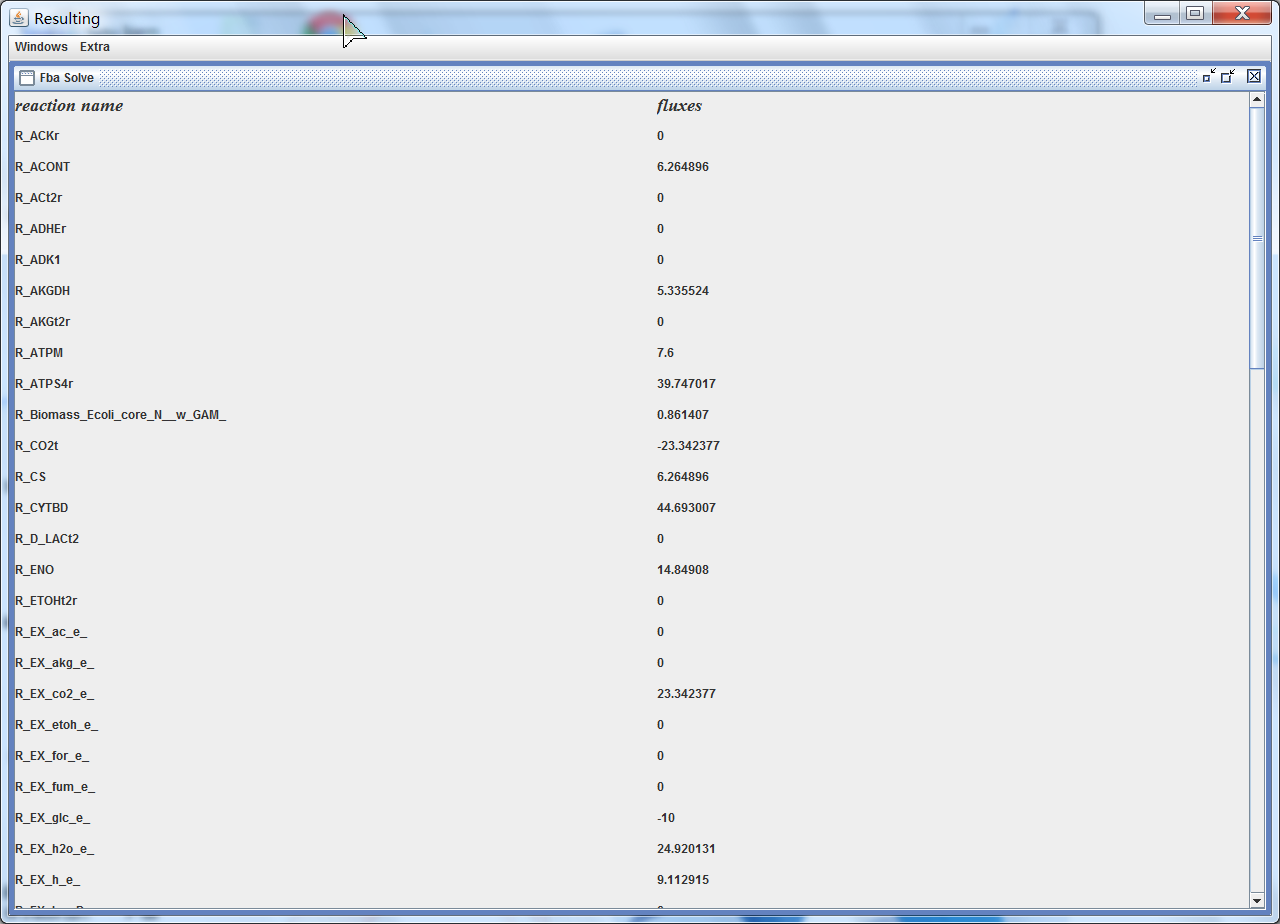 Resulting
Windows Extra
Fba Solve
reaction name fluxes
R_ACKr 0
R_ACONT 6.264896
R_ACt2r 0
R_ADHEr 0
R_ADK1 0
R_AKGDH 5.335524
R_AKGt2r 0
R_ATPM 7.6
R_ATPS4r 39.747017
R_Biomass_Ecoli_core_N__w_GAM_ 0.861407
R_CO2t -23.342377
R_CS 6.264896
R_CYTBD 44.693007
R_D_LACt2 0
R_ENO 14.84908
R_ETOHt2r 0
R_EX_ac_e_ 0
R_EX_akg_e_ 0
R_EX_co2_e_ 23.342377
R_EX_etoh_e_ 0
R_EX_for_e_ 0
R_EX_fum_e_ 0
R_EX_glc_e_ -10
R_EX_h2o_e_ 24.920131
R_EX_h_e_ 9.112915